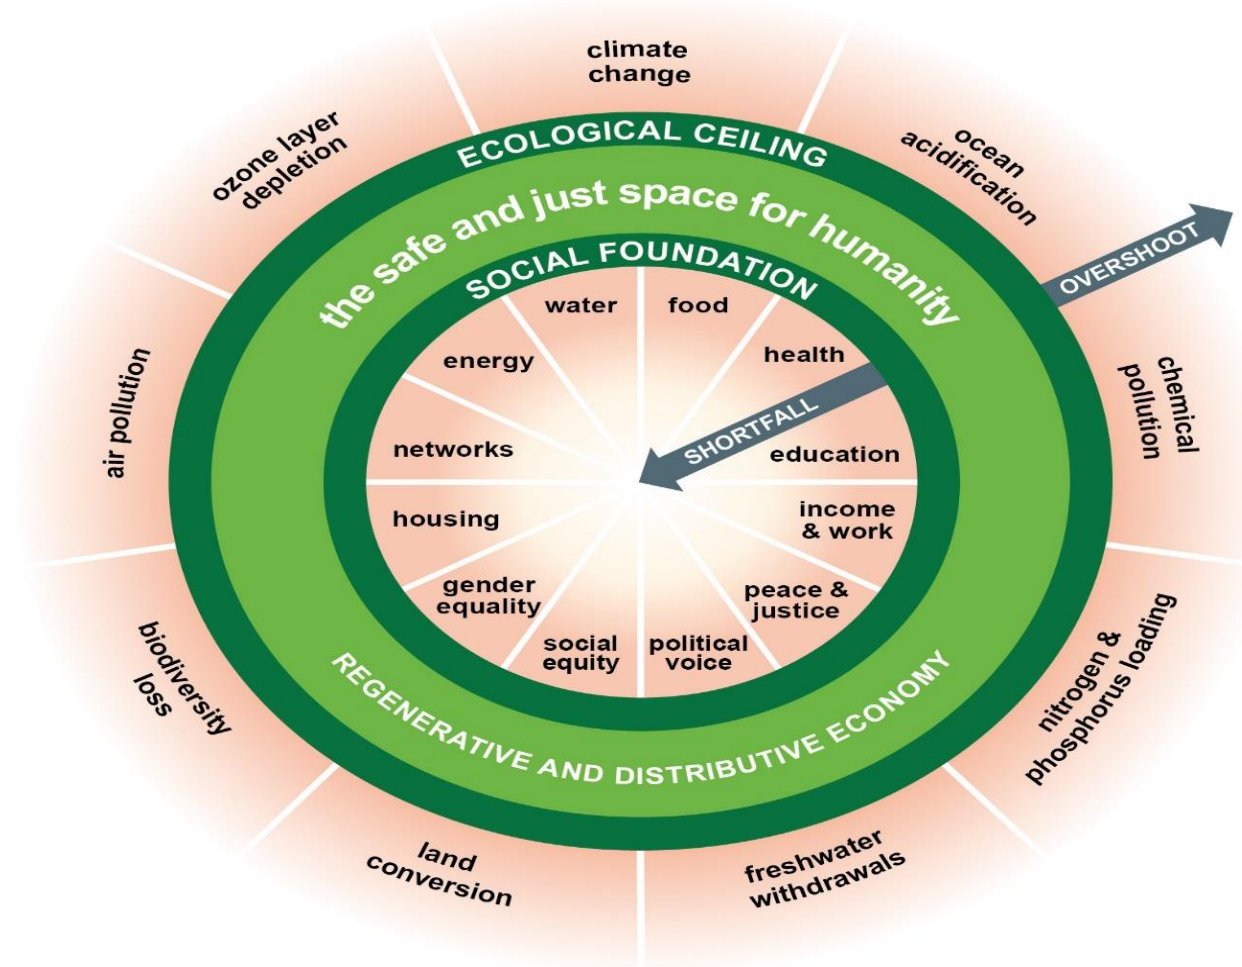 climate
change
ocean
acidification
OVERSHOOT
chemical
pollution
nitrogen &
phosphorus loading
freshwater
withdrawals
land
conversion
biodiversity
loss
air pollution
ozone layer
depletion
ECOLOGICAL CEILING
the safe and just space for humanity
SOCIAL FOUNDATION
water
food
health
SHORTFALL
education
income
& work
peace &
justice
political
voice
social
equity
gender
equality
housing
networks
energy
REGENERATIVE AND DISTRIBUTIVE ECONOMY